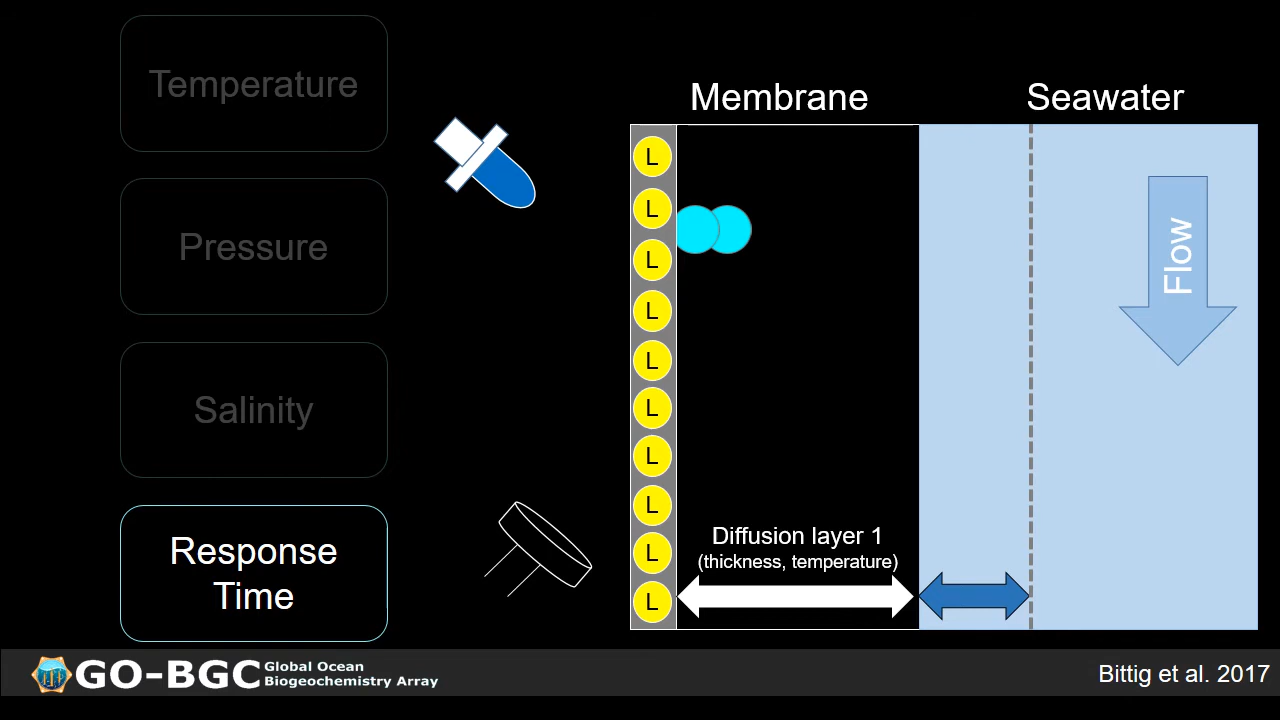 Temperature
Pressure
Salinity
Response
Time
Membrane
Seawater
L
L
L
L
L
L
L
L
L
L
Flow
Diffusion layer 1
(thickness, temperature)
GO-BGC
Global Ocean
Biogeochemistry Array
Bittig et al. 2017